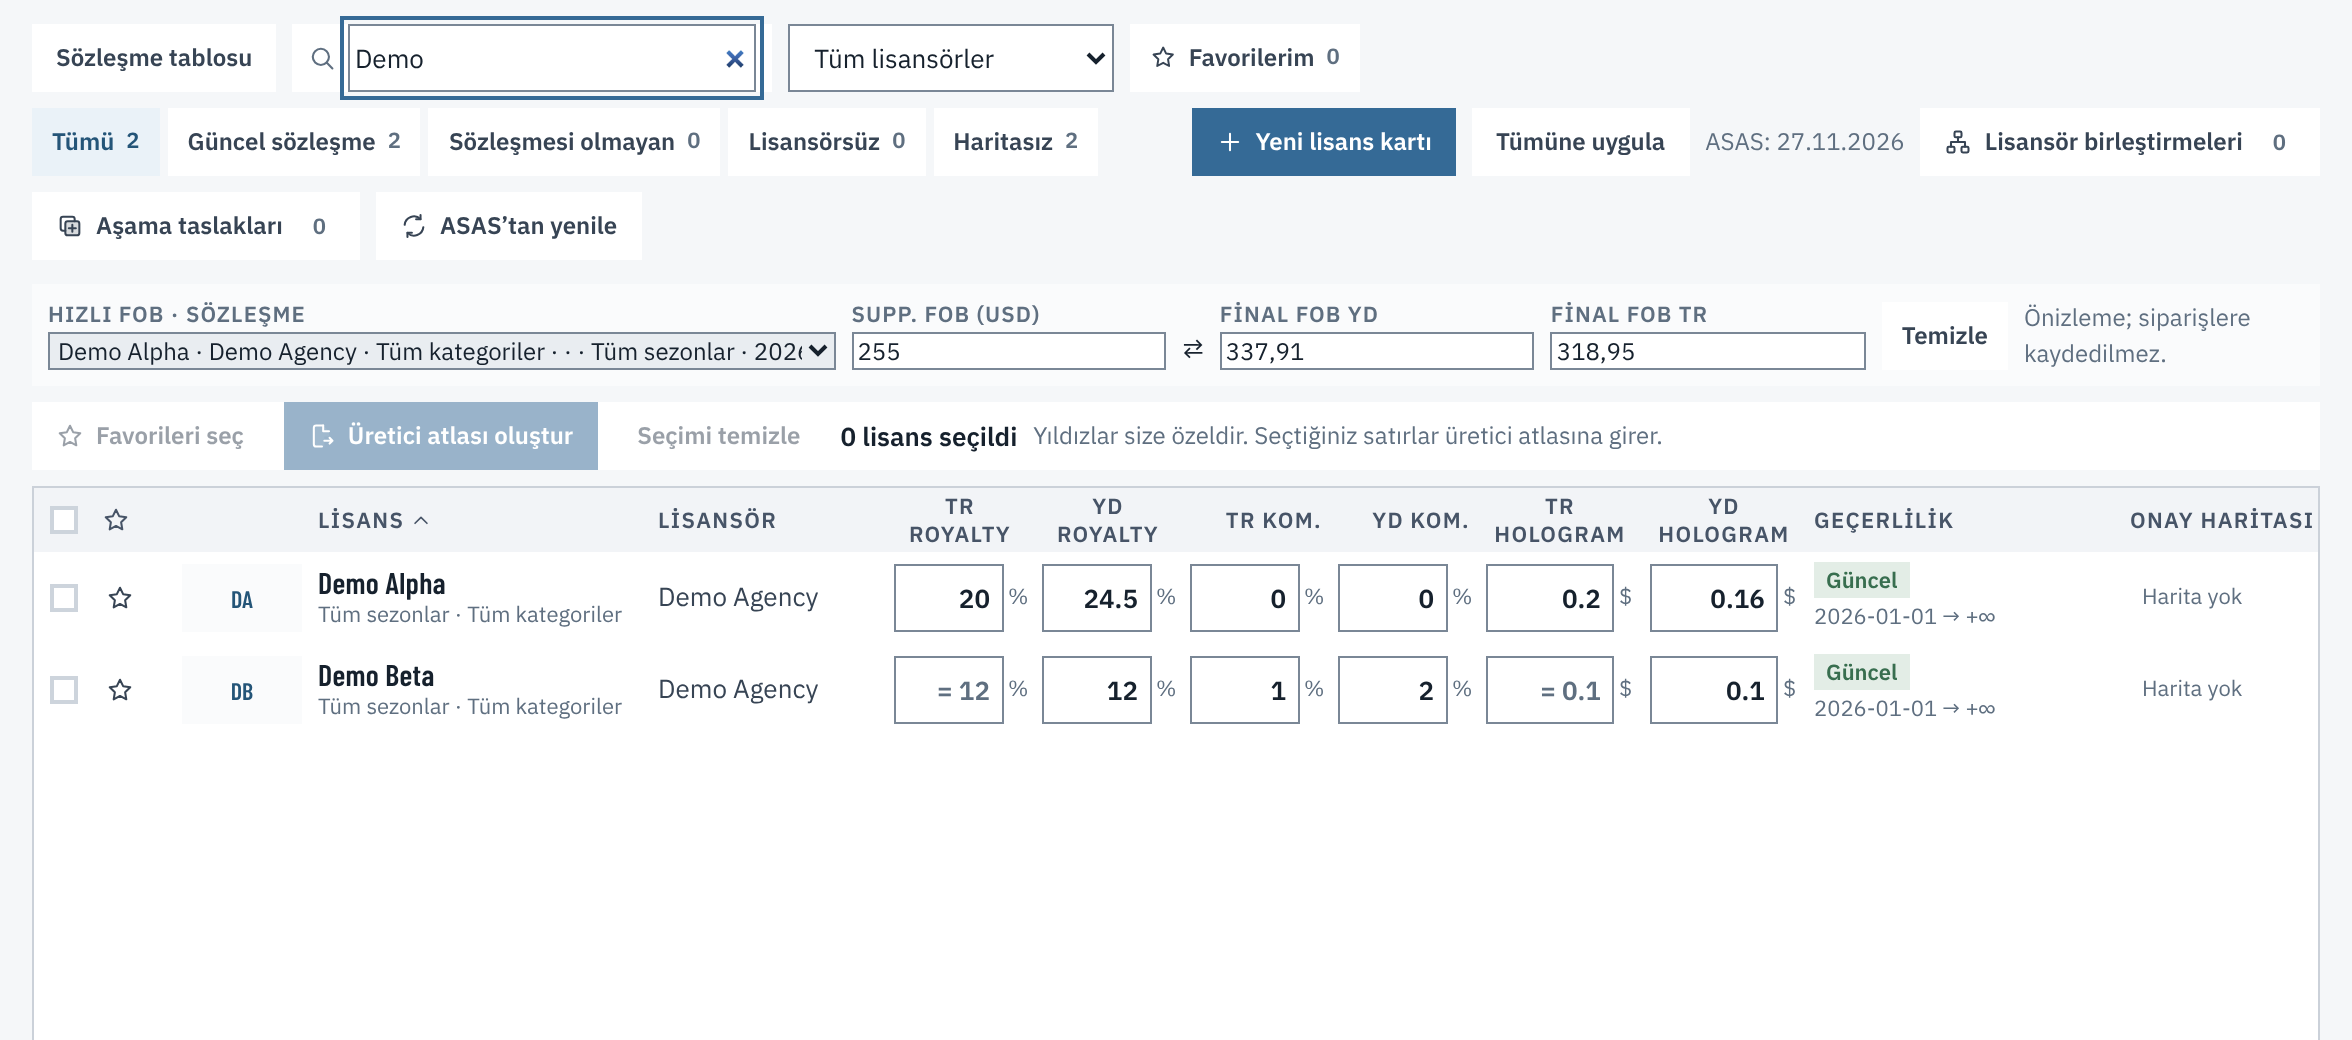 Sözleşme tablosu
Demo
Tüm lisansörler
Favorilerim 0
Tümü 2
Güncel sözleşme 2
Sözleşmesi olmayan 0
Lisansörsüz 0
Haritasız 2
+ Yeni lisans kartı
Tümüne uygula
ASAS: 27.11.2026
Lisansör birleştirmeleri 0
Aşama taslakları 0
ASAS’tan yenile
HIZLI FOB · SÖZLEŞME
SUPP. FOB (USD)
FİNAL FOB YD
FİNAL FOB TR
Demo Alpha · Demo Agency · Tüm kategoriler · · · Tüm sezonlar ·
255
337,91
318,95
Temizle
Önizleme; siparişlere
kaydedilmez.
Favorileri seç
Üretici atlası oluştur
Seçimi temizle
0 lisans seçildi
Yıldızlar size özeldir. Seçtiğiniz satırlar üretici atlasına girer.
LİSANS
LİSANSÖR
TR
ROYALTY
YD
ROYALTY
TR KOM.
YD KOM.
TR
HOLOGRAM
YD
HOLOGRAM
GEÇERLİLİK
ONAY HARİTASI
DA
Demo Alpha
Tüm sezonlar · Tüm kategoriler
Demo Agency
20 %
24.5 %
0 %
0 %
0.2 $
0.16 $
Güncel
2026-01-01 → +∞
Harita yok
DB
Demo Beta
Tüm sezonlar · Tüm kategoriler
Demo Agency
= 12 %
12 %
1 %
2 %
= 0.1 $
0.1 $
Güncel
2026-01-01 → +∞
Harita yok